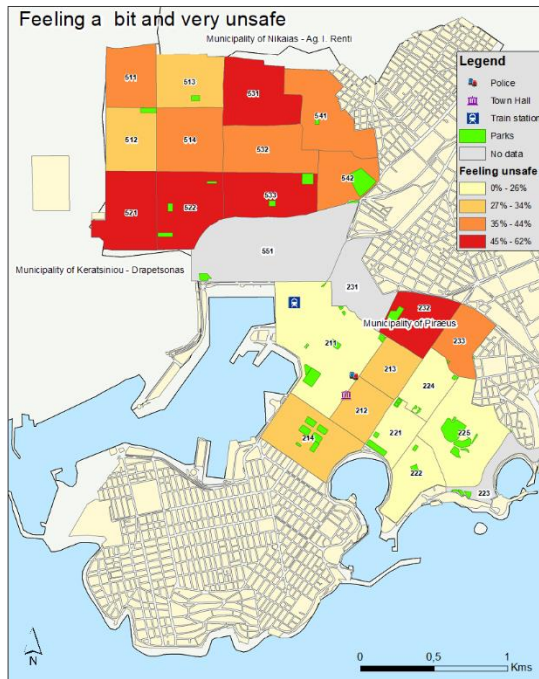 Feeling a bit and very unsafe
Municipality of Nikaias - Ag. I. Renti
Legend
Police
Town Hall
Train station
Parks
No data
Feeling unsafe
0% - 26%
27% - 34%
35% - 44%
45% - 62%
511
513
531
541
512
514
532
542
521
522
533
551
Municipality of Keratsiniou - Drapetsonas
231
232
Municipality of Piraeus
233
211
213
224
212
214
221
225
222
223
N
0
0,5
1
Kms